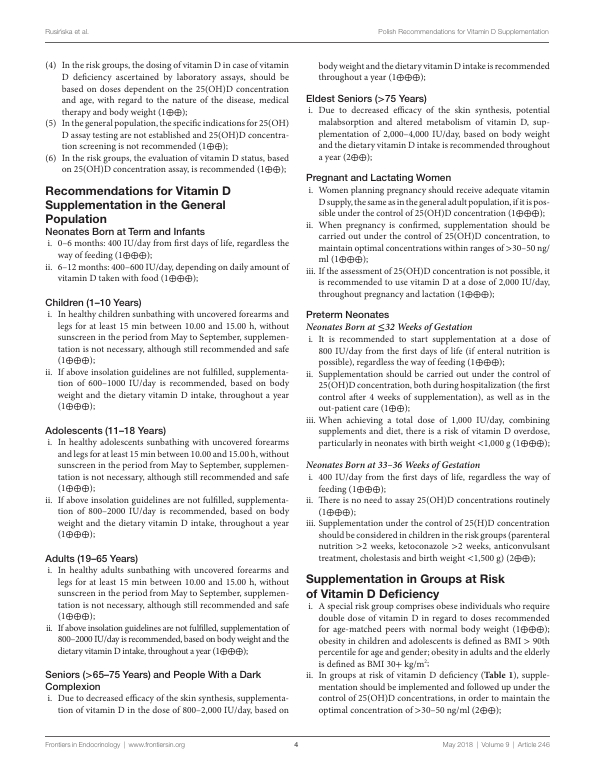 Rusińska et al.
Polish Recommendations for Vitamin D Supplementation
(4) In the risk groups, the dosing of vitamin D in case of vitamin
D deficiency ascertained by laboratory assays, should be
based on doses dependent on the 25(OH)D concentration
and age, with regard to the nature of the disease, medical
therapy and body weight (1⊕⊕);
(5) In the general population, the specific indications for 25(OH)
D assay testing are not established and 25(OH)D concentra-
tion screening is not recommended (1⊕⊕);
(6) In the risk groups, the evaluation of vitamin D status, based
on 25(OH)D concentration assay, is recommended (1⊕⊕);
Recommendations for Vitamin D
Supplementation in the General
Population
Neonates Born at Term and Infants
i. 0–6 months: 400 IU/day from first days of life, regardless the
way of feeding (1⊕⊕⊕);
ii. 6–12 months: 400–600 IU/day, depending on daily amount of
vitamin D taken with food (1⊕⊕⊕);
Children (1–10 Years)
i. In healthy children sunbathing with uncovered forearms and
legs for at least 15 min between 10.00 and 15.00 h, without
sunscreen in the period from May to September, supplemen-
tation is not necessary, although still recommended and safe
(1⊕⊕⊕);
ii. If above insolation guidelines are not fulfilled, supplementa-
tion of 600–1000 IU/day is recommended, based on body
weight and the dietary vitamin D intake, throughout a year
(1⊕⊕⊕);
Adolescents (11–18 Years)
i. In healthy adolescents sunbathing with uncovered forearms
and legs for at least 15 min between 10.00 and 15.00 h, without
sunscreen in the period from May to September, supplemen-
tation is not necessary, although still recommended and safe
(1⊕⊕⊕);
ii. If above insolation guidelines are not fulfilled, supplementa-
tion of 800–2000 IU/day is recommended, based on body
weight and the dietary vitamin D intake, throughout a year
(1⊕⊕⊕);
Adults (19–65 Years)
i. In healthy adults sunbathing with uncovered forearms and
legs for at least 15 min between 10.00 and 15.00 h, without
sunscreen in the period from May to September, supplemen-
tation is not necessary, although still recommended and safe
(1⊕⊕⊕);
ii. If above insolation guidelines are not fulfilled, supplementation of
800–2000 IU/day is recommended, based on body weight and the
dietary vitamin D intake, throughout a year (1⊕⊕⊕);
Seniors (>65–75 Years) and People With a Dark
Complexion
i. Due to decreased efficacy of the skin synthesis, supplementa-
tion of vitamin D in the dose of 800–2,000 IU/day, based on
body weight and the dietary vitamin D intake is recommended
throughout a year (1⊕⊕⊕);
Eldest Seniors (>75 Years)
i. Due to decreased efficacy of the skin synthesis, potential
malabsorption and altered metabolism of vitamin D, sup-
plementation of 2,000–4,000 IU/day, based on body weight
and the dietary vitamin D intake is recommended throughout
a year (2⊕⊕);
Pregnant and Lactating Women
i. Women planning pregnancy should receive adequate vitamin
D supply, the same as in the general adult population, if it is pos-
sible under the control of 25(OH)D concentration (1⊕⊕⊕);
ii. When pregnancy is confirmed, supplementation should be
carried out under the control of 25(OH)D concentration, to
maintain optimal concentrations within ranges of >30–50 ng/
ml (1⊕⊕⊕);
iii. If the assessment of 25(OH)D concentration is not possible, it
is recommended to use vitamin D at a dose of 2,000 IU/day,
throughout pregnancy and lactation (1⊕⊕⊕);
Preterm Neonates
Neonates Born at ≤32 Weeks of Gestation
i. It is recommended to start supplementation at a dose of
800 IU/day from the first days of life (if enteral nutrition is
possible), regardless the way of feeding (1⊕⊕⊕);
ii. Supplementation should be carried out under the control of
25(OH)D concentration, both during hospitalization (the first
control after 4 weeks of supplementation), as well as in the
out-patient care (1⊕⊕);
iii. When achieving a total dose of 1,000 IU/day, combining
supplements and diet, there is a risk of vitamin D overdose,
particularly in neonates with birth weight <1,000 g (1⊕⊕⊕);
Neonates Born at 33–36 Weeks of Gestation
i. 400 IU/day from the first days of life, regardless the way of
feeding (1⊕⊕⊕);
ii. There is no need to assay 25(OH)D concentrations routinely
(1⊕⊕⊕);
iii. Supplementation under the control of 25(H)D concentration
should be considered in children in the risk groups (parenteral
nutrition >2 weeks, ketoconazole >2 weeks, anticonvulsant
treatment, cholestasis and birth weight <1,500 g) (2⊕⊕);
Supplementation in Groups at Risk
of Vitamin D Deficiency
i. A special risk group comprises obese individuals who require
double dose of vitamin D in regard to doses recommended
for age-matched peers with normal body weight (1⊕⊕⊕);
obesity in children and adolescents is defined as BMI > 90th
percentile for age and gender; obesity in adults and the elderly
is defined as BMI 30+ kg/m²;
ii. In groups at risk of vitamin D deficiency (Table 1), supple-
mentation should be implemented and followed up under the
control of 25(OH)D concentrations, in order to maintain the
optimal concentration of >30–50 ng/ml (2⊕⊕);
Frontiers in Endocrinology | www.frontiersin.org
4
May 2018 | Volume 9 | Article 246